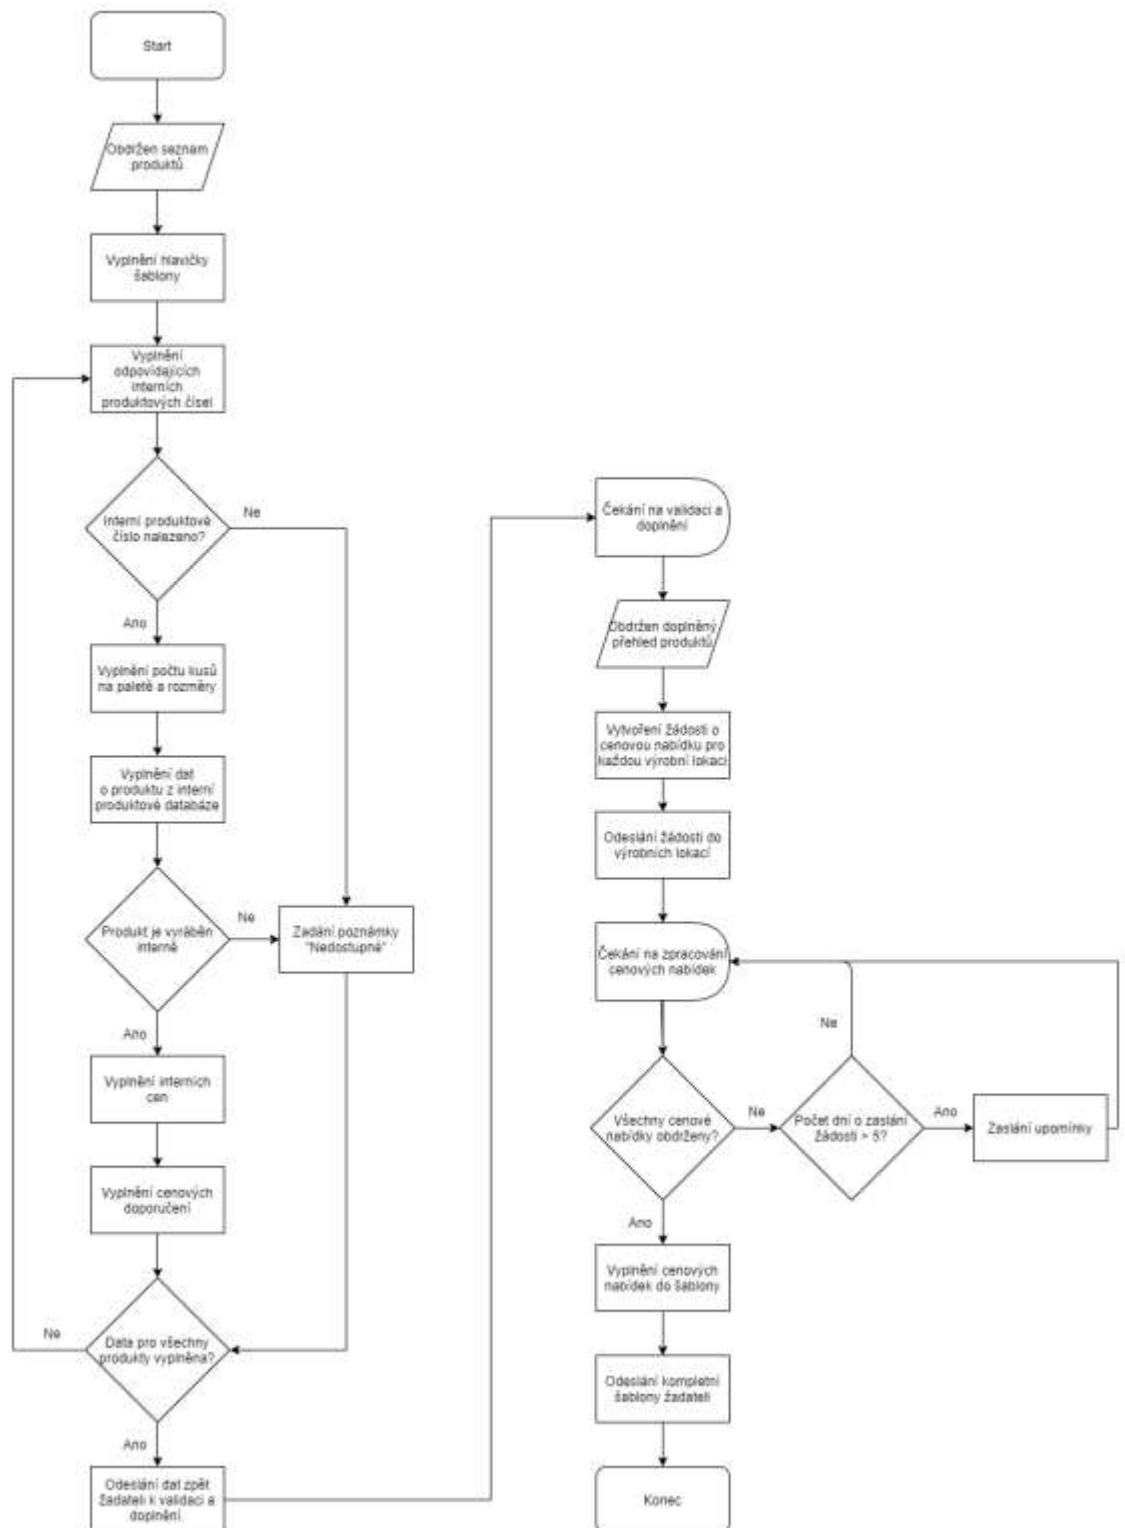 Start
Obdržen seznam
produktů
Vyplnění hlavičky
šablony
Vyplnění
odpovídajících
interních
produktových čísel
Interní produktové
číslo nalezeno?
Ne
Ano
Vyplnění počtu kusů
na paletě a rozměry
Vyplnění dat
o produktu z interní
produktové databáze
Produkt je vyráběn
interně
Ne
Zadání poznámky
"Nedostupné"
Ano
Vyplnění interních
cen
Vyplnění cenových
doporučení
Data pro všechny
produkty vyplněna?
Ne
Ano
Odeslání dat zpět
žadateli k validaci a
doplnění
Čekání na validaci a
doplnění
Obdržen doplněný
přehled produktů
Vytvoření žádosti o
cenovou nabídku pro
každou výrobní lokaci
Odeslání žádostí do
výrobních lokací
Čekání na zpracování
cenových nabídek
Všechny cenové
nabídky obdrženy?
Ne
Počet dní o zaslání
žádosti > 5?
Ne
Ano
Zaslání upomínky
Ano
Vyplnění cenových
nabídek do šablony
Odeslání kompletní
šablony žadateli
Konec